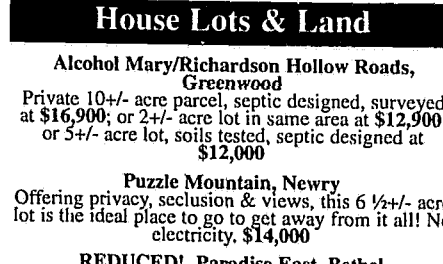 House Lots & Land
Alcohol Mary/Richardson Hollow Roads,
Greenwood
Private 10+/- acre parcel, septic designed, surveyed
at $16,900; or 2+/- acre lot in same area at $12,900
or 5+/- acre lot, soils tested, septic designed at
$12,000
Puzzle Mountain, Newry
Offering privacy, seclusion & views, this 6 ½+/- acr
lot is the ideal place to go to get away from it all! N
electricity. $14,000
REDUCED! Paradise East, Bethel